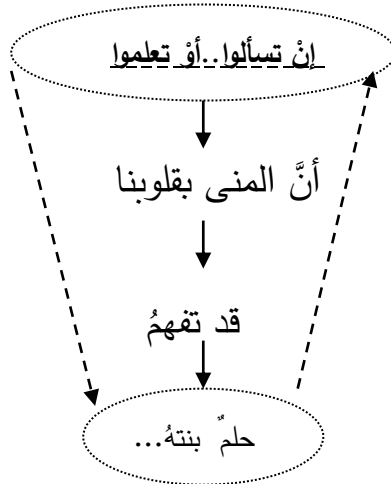 إنْ تسألوا..أوْ تعلموا
أنَّ المنى بقلوبنا
قد تفهمُ
حلمٌ بنتهُ...